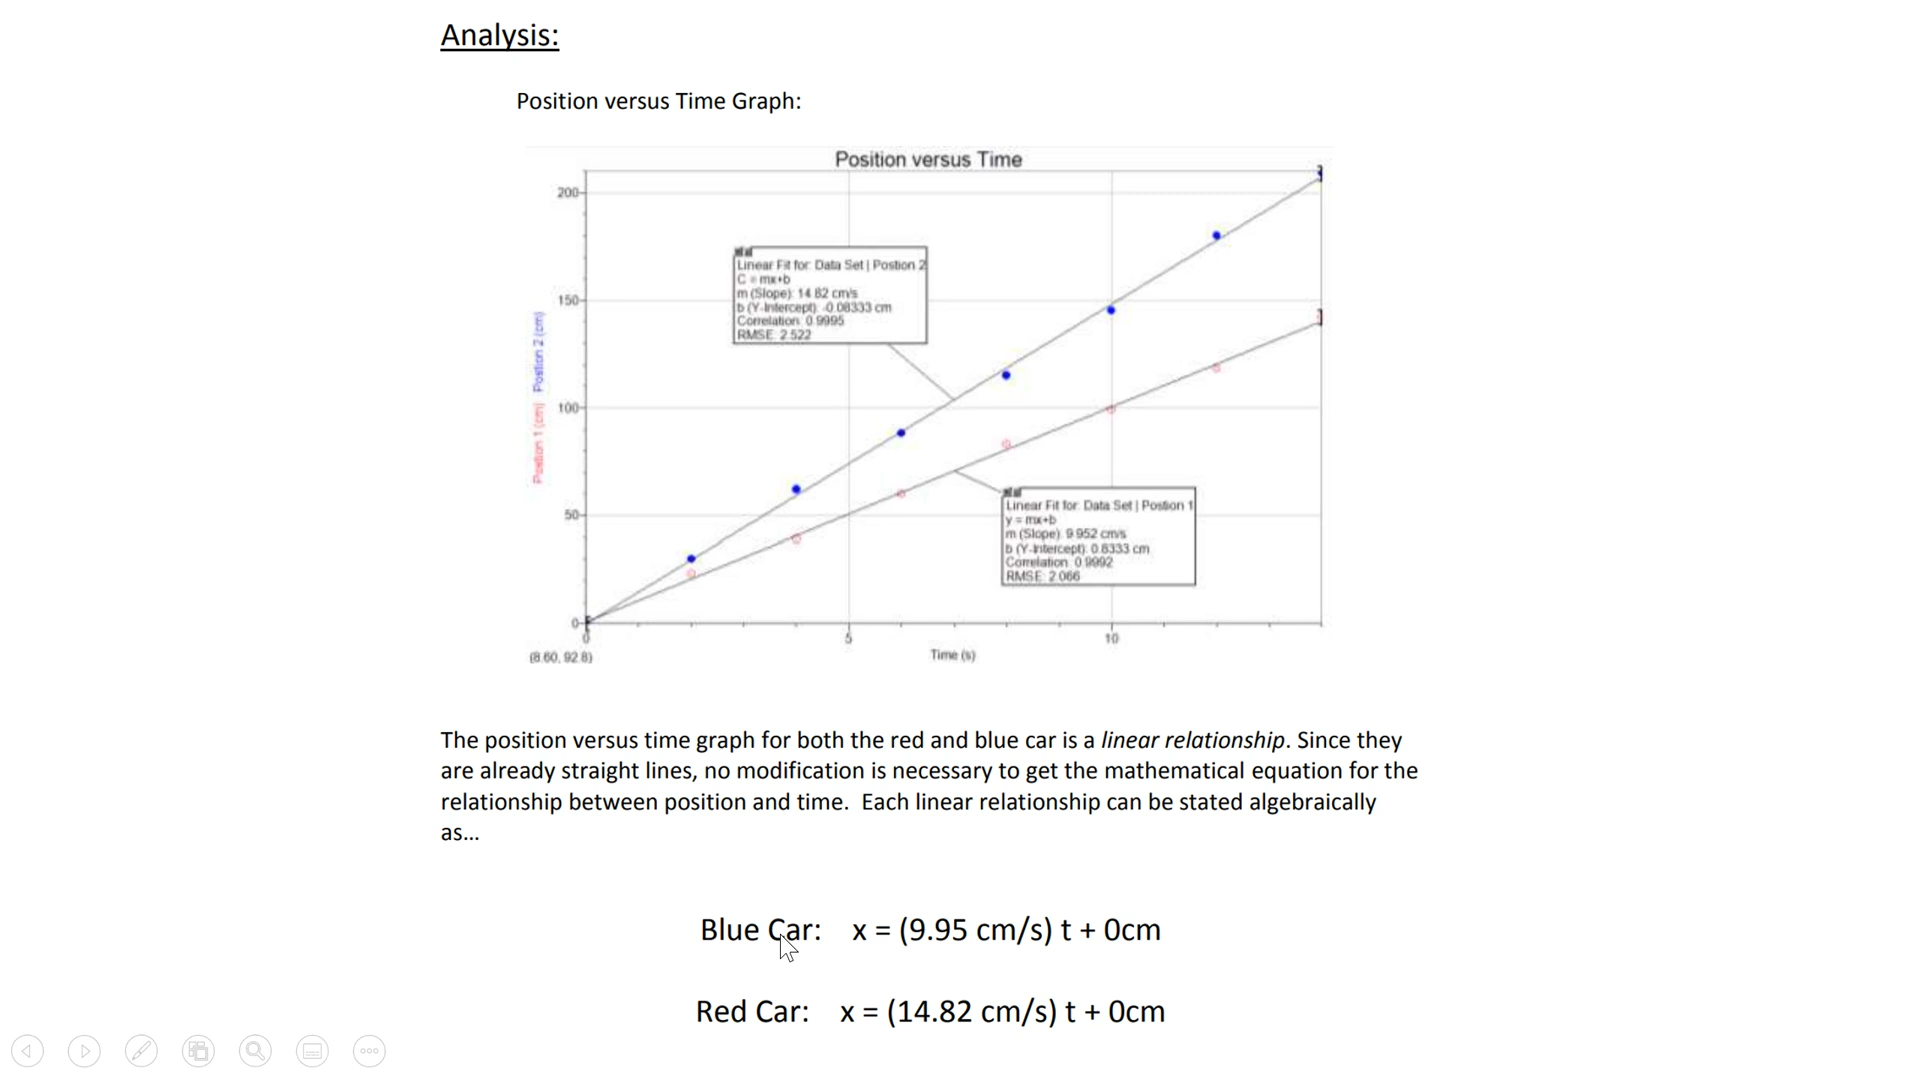 Analysis:
Position versus Time Graph:
Position versus Time
200
150
100
50
0
Position 1 (cm) Position 2 (cm)
Linear Fit for: Data Set | Postion 2
C = mx+b
m (Slope): 14.82 cm/s
b (Y-Intercept): -0.08333 cm
Correlation: 0.9995
RMSE: 2.522
Linear Fit for: Data Set | Postion 1
y = mx+b
m (Slope): 9.952 cm/s
b (Y-Intercept): 0.8333 cm
Correlation: 0.9992
RMSE: 2.066
0 5 10
(8.60, 92.8)
Time (s)
The position versus time graph for both the red and blue car is a linear relationship. Since they
are already straight lines, no modification is necessary to get the mathematical equation for the
relationship between position and time. Each linear relationship can be stated algebraically
as...
Blue Car: x = (9.95 cm/s) t + 0cm
Red Car: x = (14.82 cm/s) t + 0cm